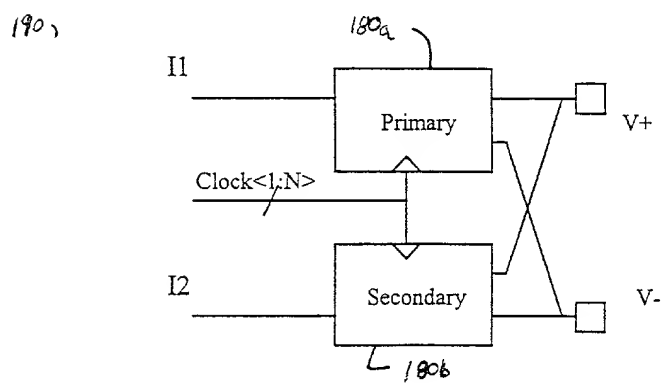 190
180a
I1
Primary
V+
Clock<1:N>
Secondary
I2
V-
180b